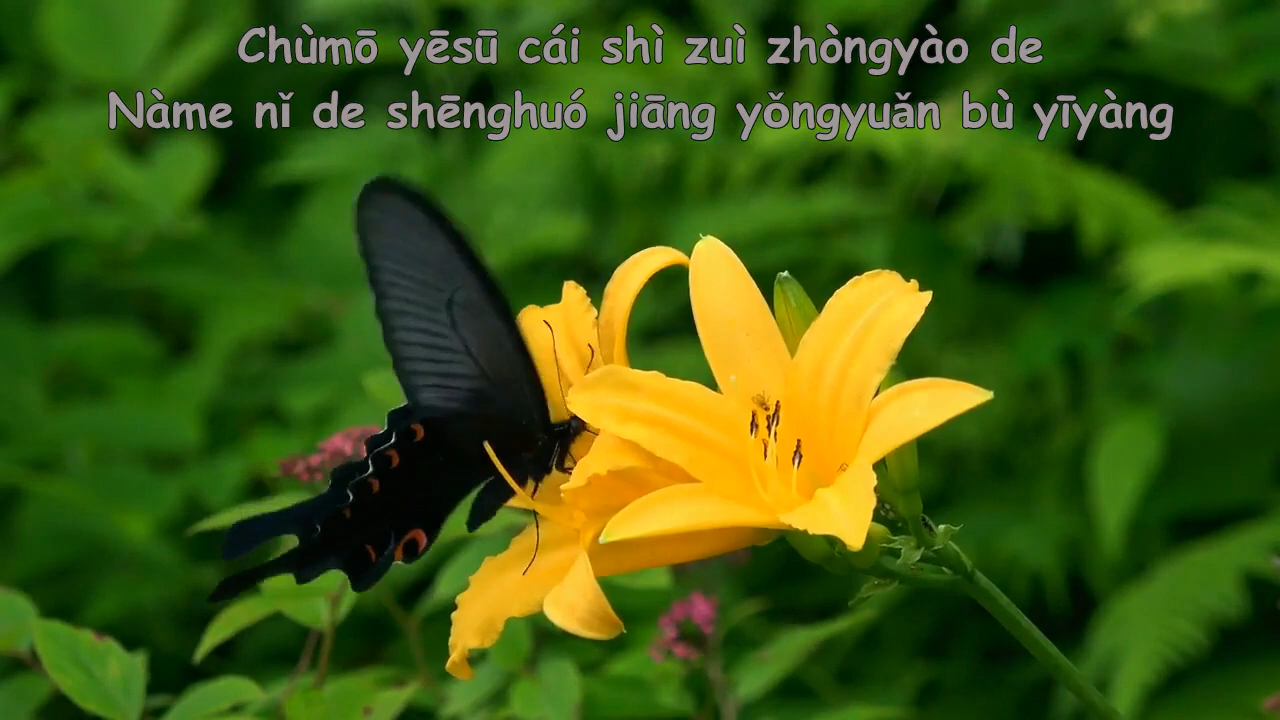 Chùmō yēsū cái shì zuì zhòngyào de
Nàme nǐ de shēnghuó jiāng yǒngyuǎn bù yīyàng